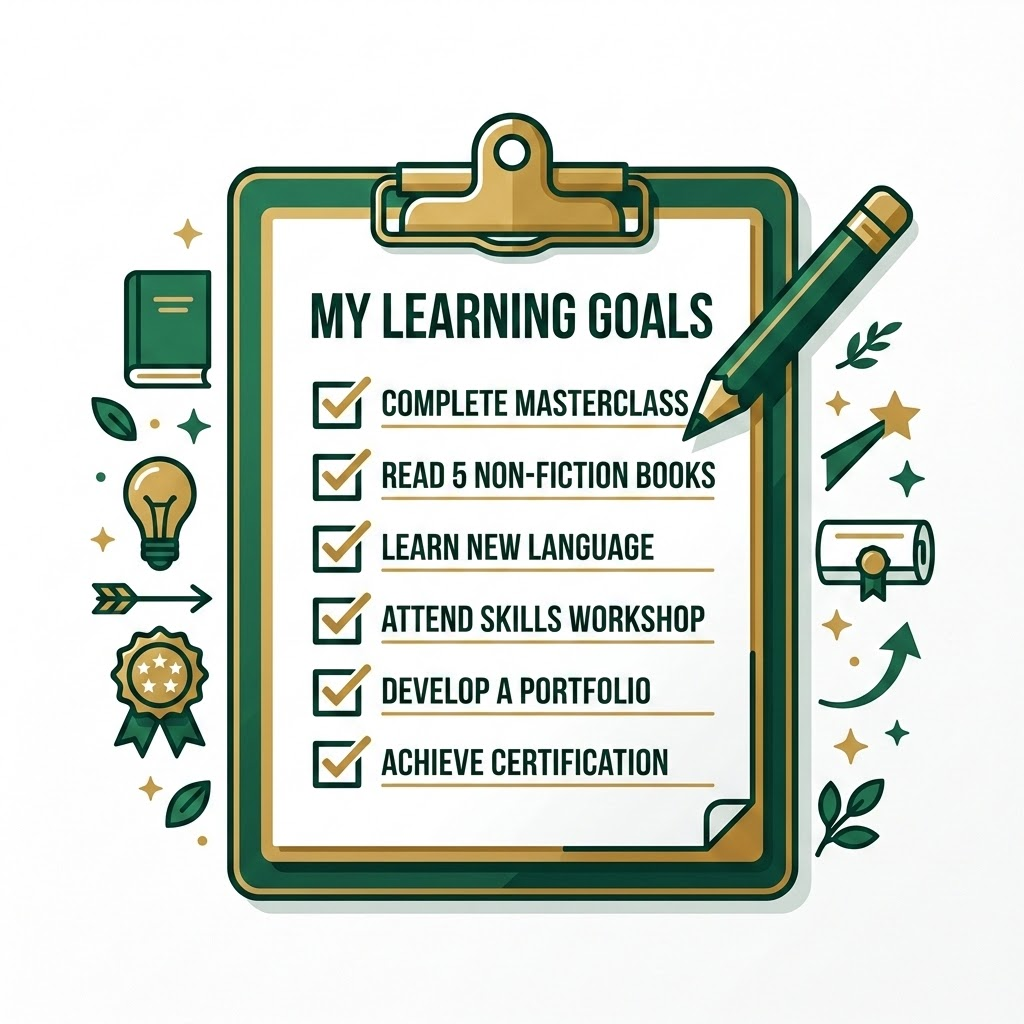 MY LEARNING GOALS
COMPLETE MASTERCLASS
READ 5 NON-FICTION BOOKS
LEARN NEW LANGUAGE
ATTEND SKILLS WORKSHOP
DEVELOP A PORTFOLIO
ACHIEVE CERTIFICATION